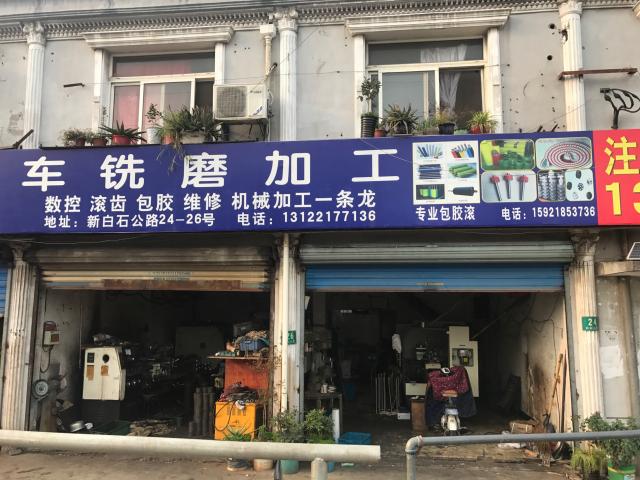 车铣磨加工
数控 滚齿 包胶 维修 机械加工一条龙
地址：新白石公路24-26号 电话：13122177136
专业包胶滚 电话：15921853736
注
13